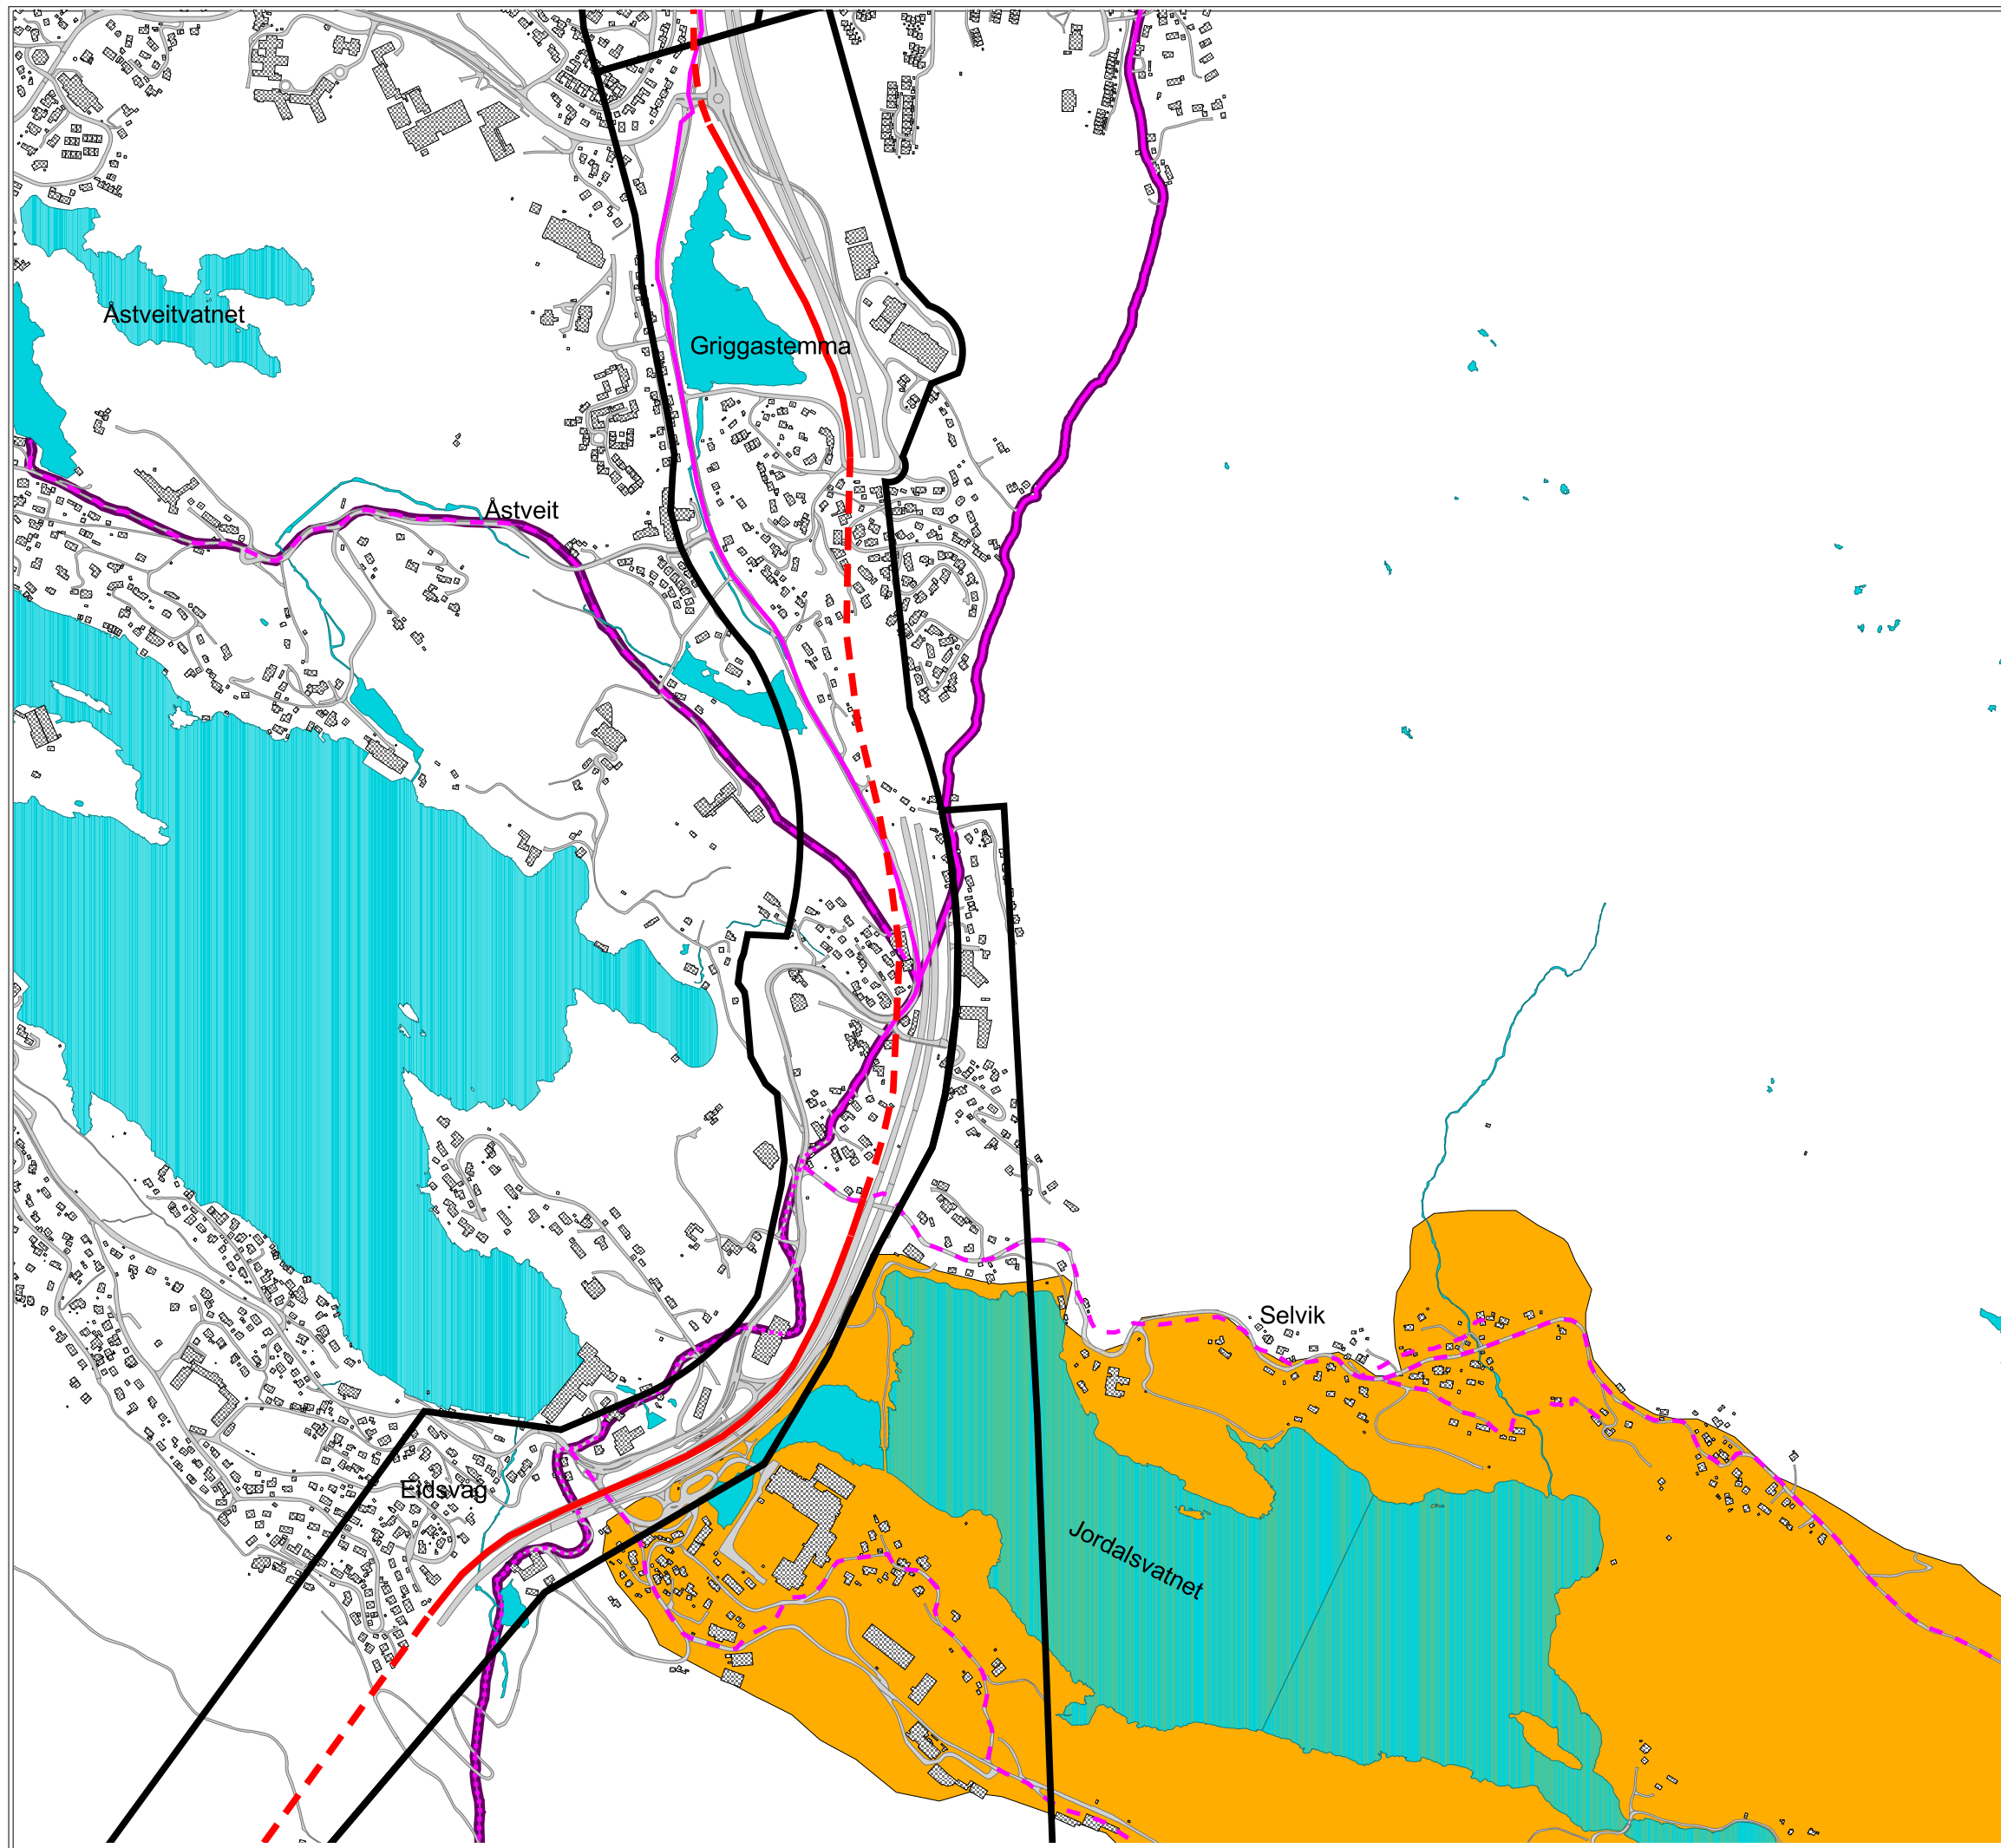 Åstveitvatnet
Griggastemma
Åstveit
Selvik
Eidsvåg
Jordalsvatnet